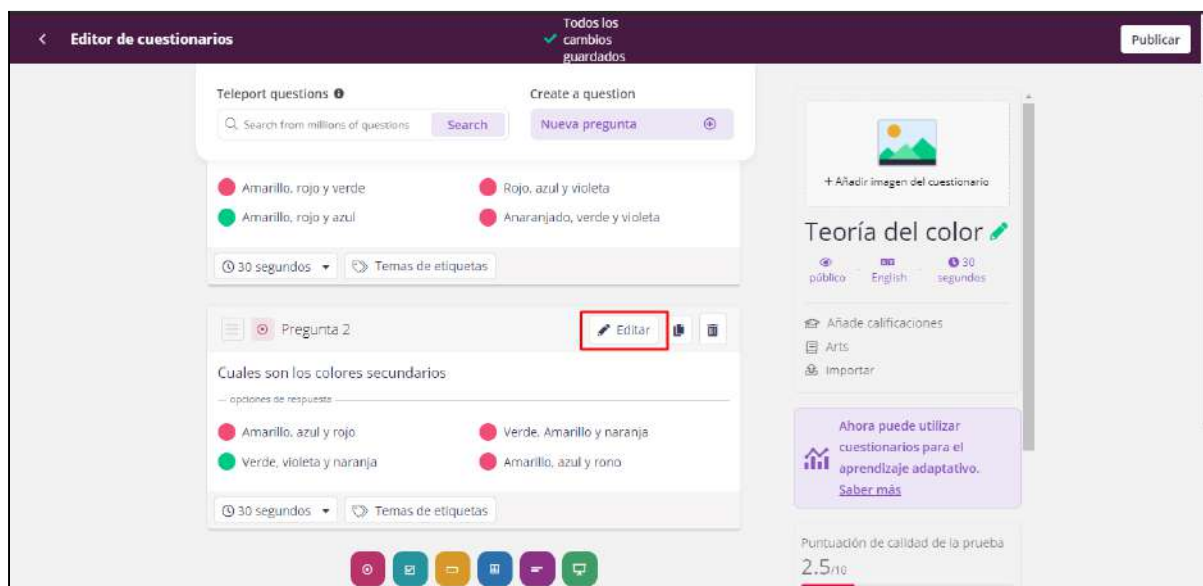 Editor de cuestionarios
Todos los
cambios
guardados
Publicar
Teleport questions
Create a question
Search from millions of questions
Search
Nueva pregunta
Amarillo, rojo y verde
Rojo, azul y violeta
Amarillo, rojo y azul
Anaranjado, verde y violeta
30 segundos
Temas de etiquetas
Pregunta 2
Editar
Cuales son los colores secundarios
opciones de respuesta
Amarillo, azul y rojo
Verde, Amarillo y naranja
Verde, violeta y naranja
Amarillo, azul y rono
30 segundos
Temas de etiquetas
+ Añadir imagen del cuestionario
Teoría del color
público
English
30
segundos
Añade calificaciones
Arts
Importar
Ahora puede utilizar
cuestionarios para el
aprendizaje adaptativo.
Saber más
Puntuación de calidad de la prueba
2.5/10